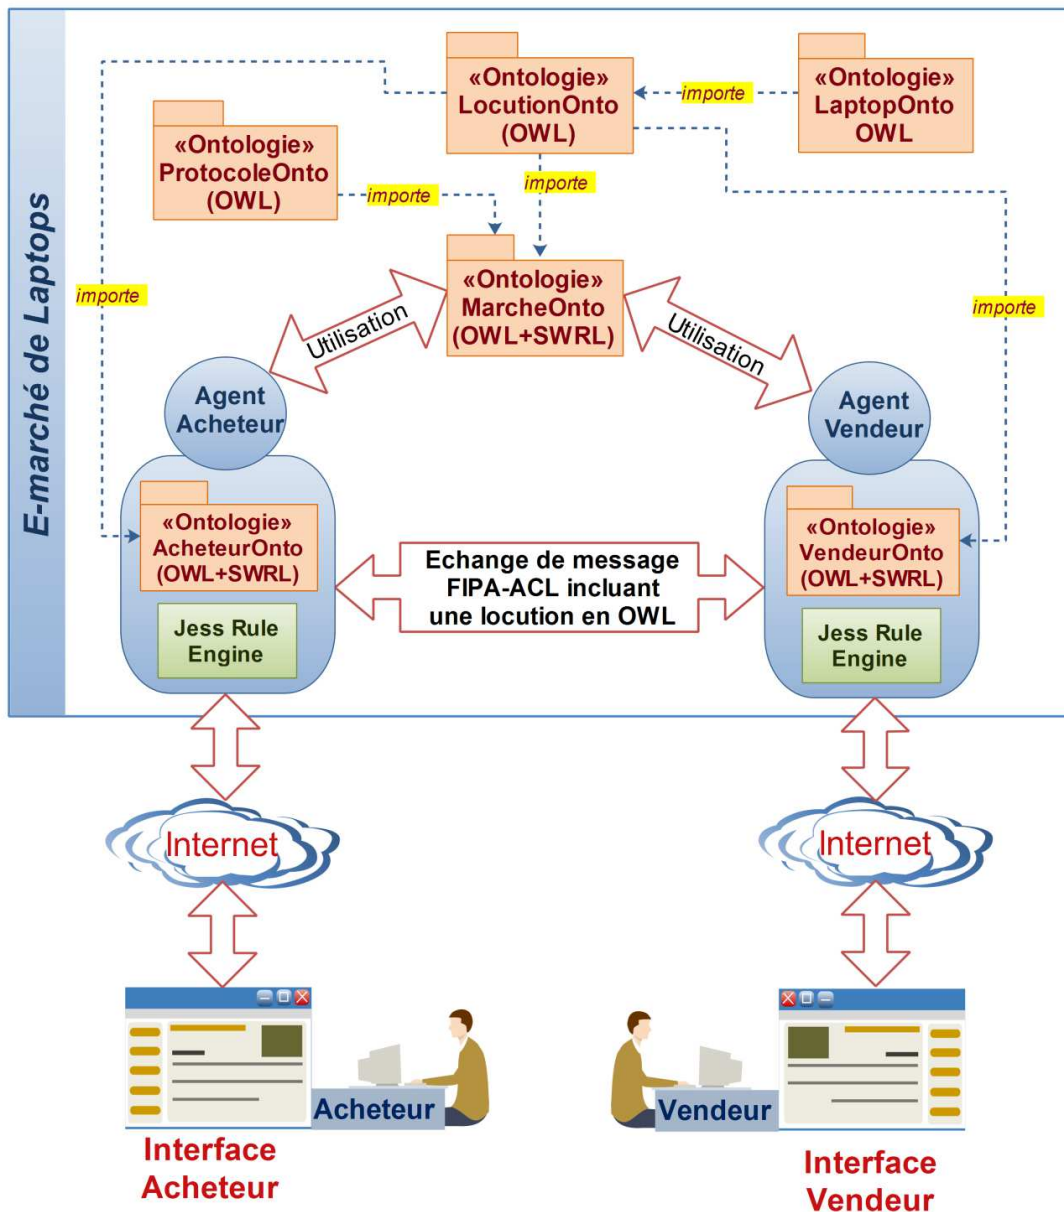 E-marché de Laptops
«Ontologie»
LocutionOnto
(OWL)
importe
«Ontologie»
LaptopOnto
OWL
«Ontologie»
ProtocoleOnto
(OWL)
importe
importe
«Ontologie»
MarcheOnto
(OWL+SWRL)
importe
importe
Utilisation
Utilisation
Agent
Acheteur
Agent
Vendeur
«Ontologie»
AcheteurOnto
(OWL+SWRL)
Jess Rule
Engine
Echange de message
FIPA-ACL incluant
une locution en OWL
«Ontologie»
VendeurOnto
(OWL+SWRL)
Jess Rule
Engine
Internet
Internet
Acheteur
Vendeur
Interface
Acheteur
Interface
Vendeur